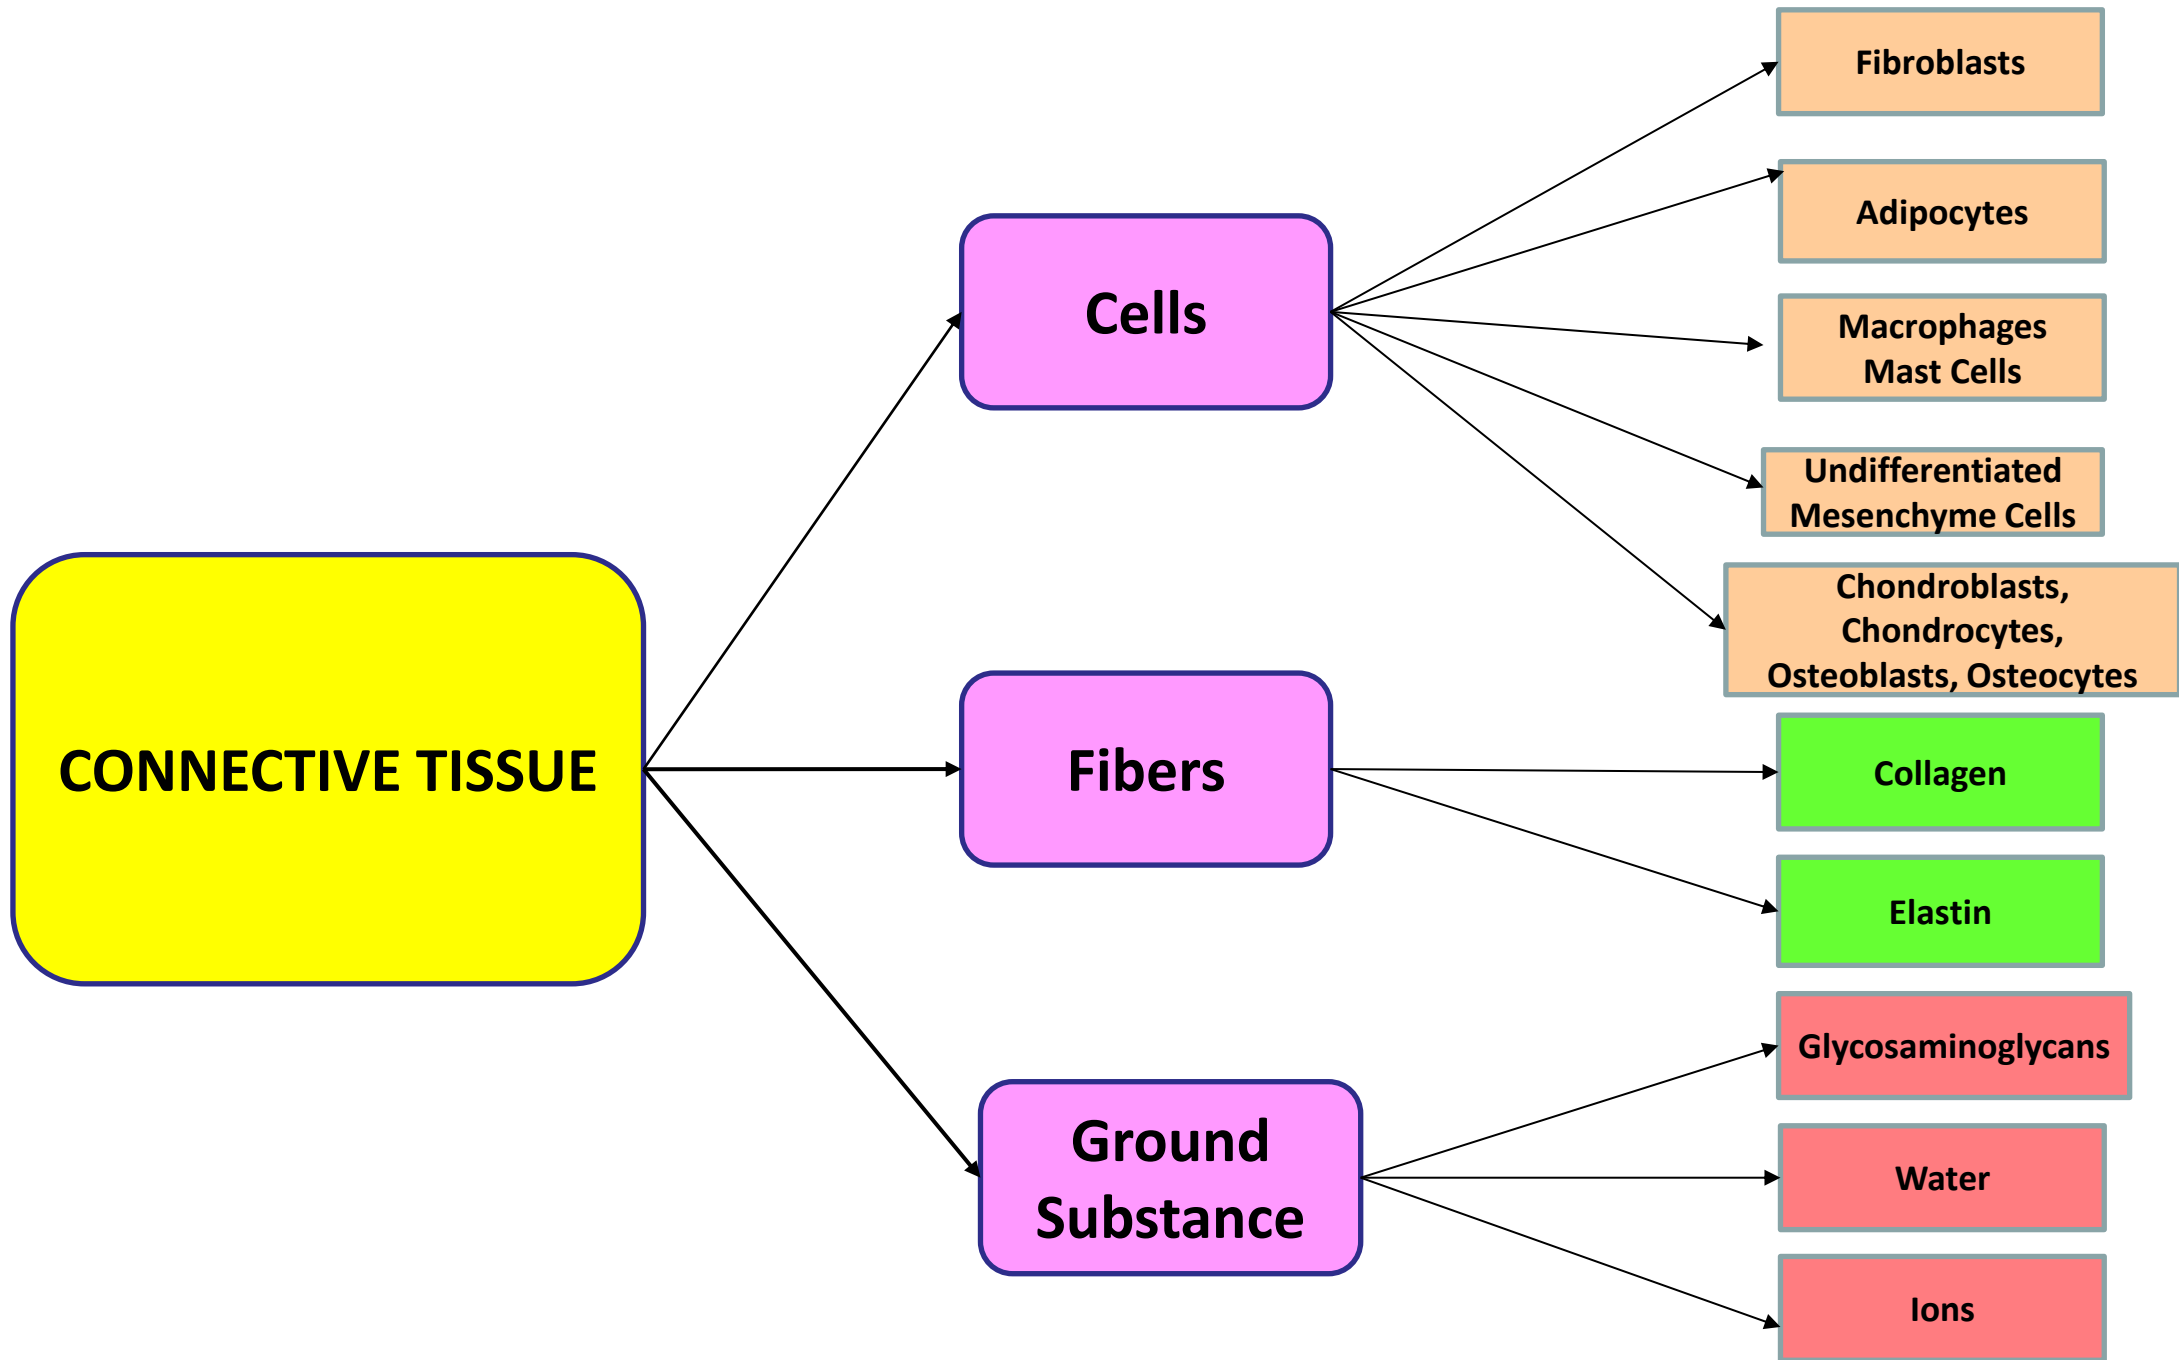 CONNECTIVE TISSUE
Cells
Fibroblasts
Adipocytes
Macrophages
Mast Cells
Undifferentiated
Mesenchyme Cells
Chondroblasts,
Chondrocytes,
Osteoblasts, Osteocytes
Fibers
Collagen
Elastin
Ground
Substance
Glycosaminoglycans
Water
Ions